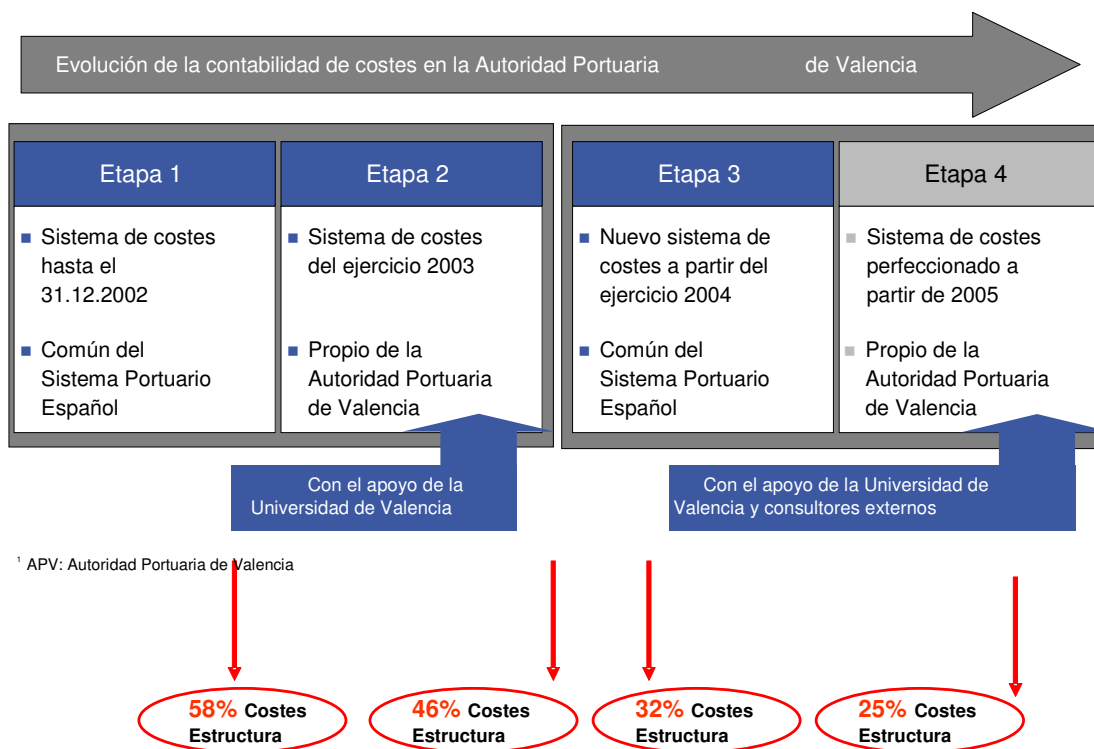 Evolución de la contabilidad de costes en la Autoridad Portuaria de Valencia
Etapa 1
Sistema de costes
hasta el
31.12.2002
Común del
Sistema Portuario
Español
Etapa 2
Sistema de costes
del ejercicio 2003
Propio de la
Autoridad Portuaria
de Valencia
Etapa 3
Nuevo sistema de
costes a partir del
ejercicio 2004
Común del
Sistema Portuario
Español
Etapa 4
Sistema de costes
perfeccionado a
partir de 2005
Propio de la
Autoridad Portuaria
de Valencia
Con el apoyo de la
Universidad de Valencia
Con el apoyo de la Universidad de
Valencia y consultores externos
¹ APV: Autoridad Portuaria de Valencia
58% Costes
Estructura
46% Costes
Estructura
32% Costes
Estructura
25% Costes
Estructura